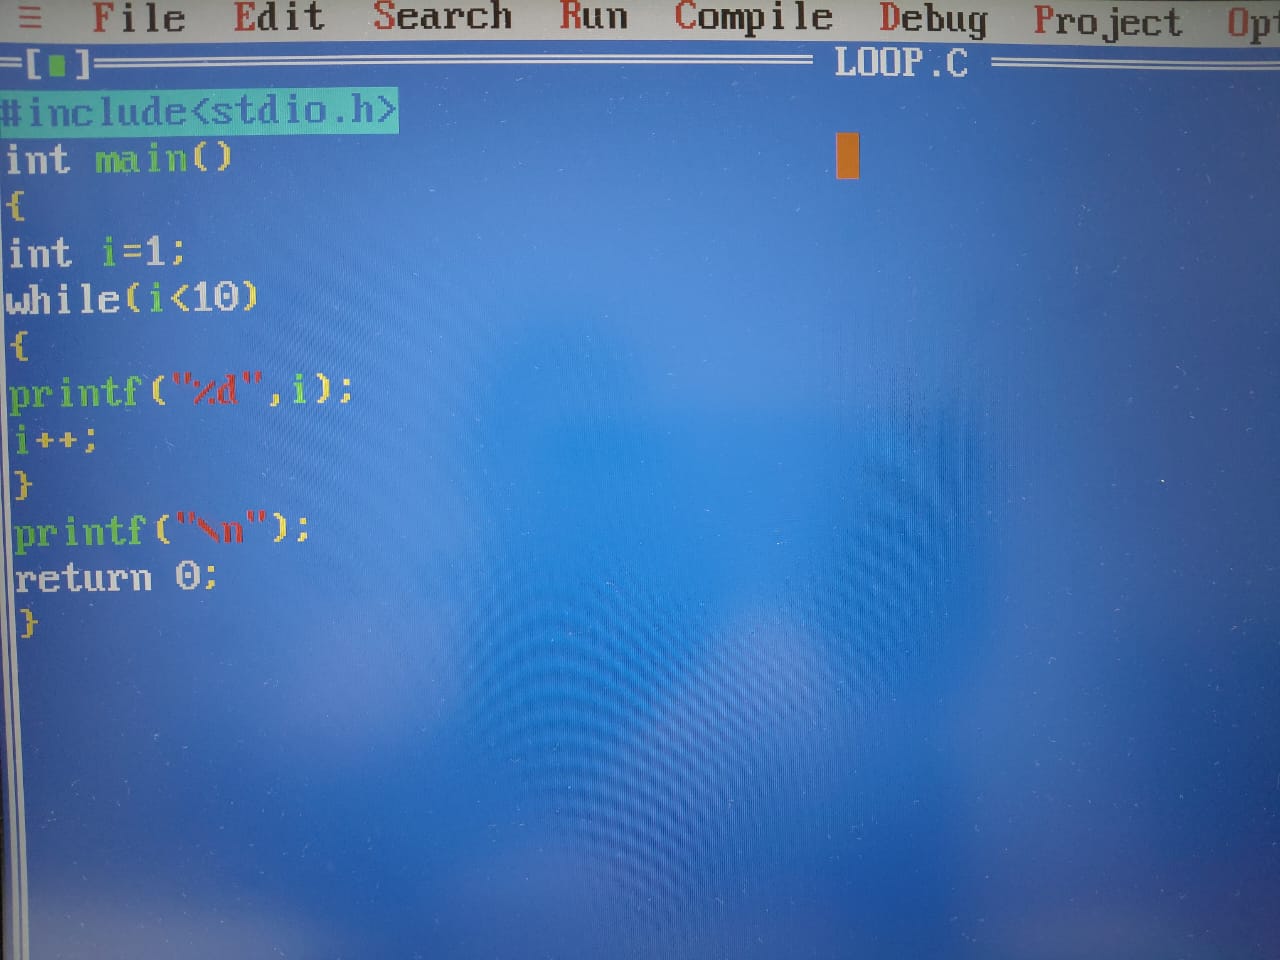 ≡ File Edit Search Run Compile Debug Project Op
[■] LOOP.C
#include<stdio.h>
int main()
{
int i=1;
while(i<10)
{
printf("%d",i);
i++;
}
printf("\n");
return 0;
}